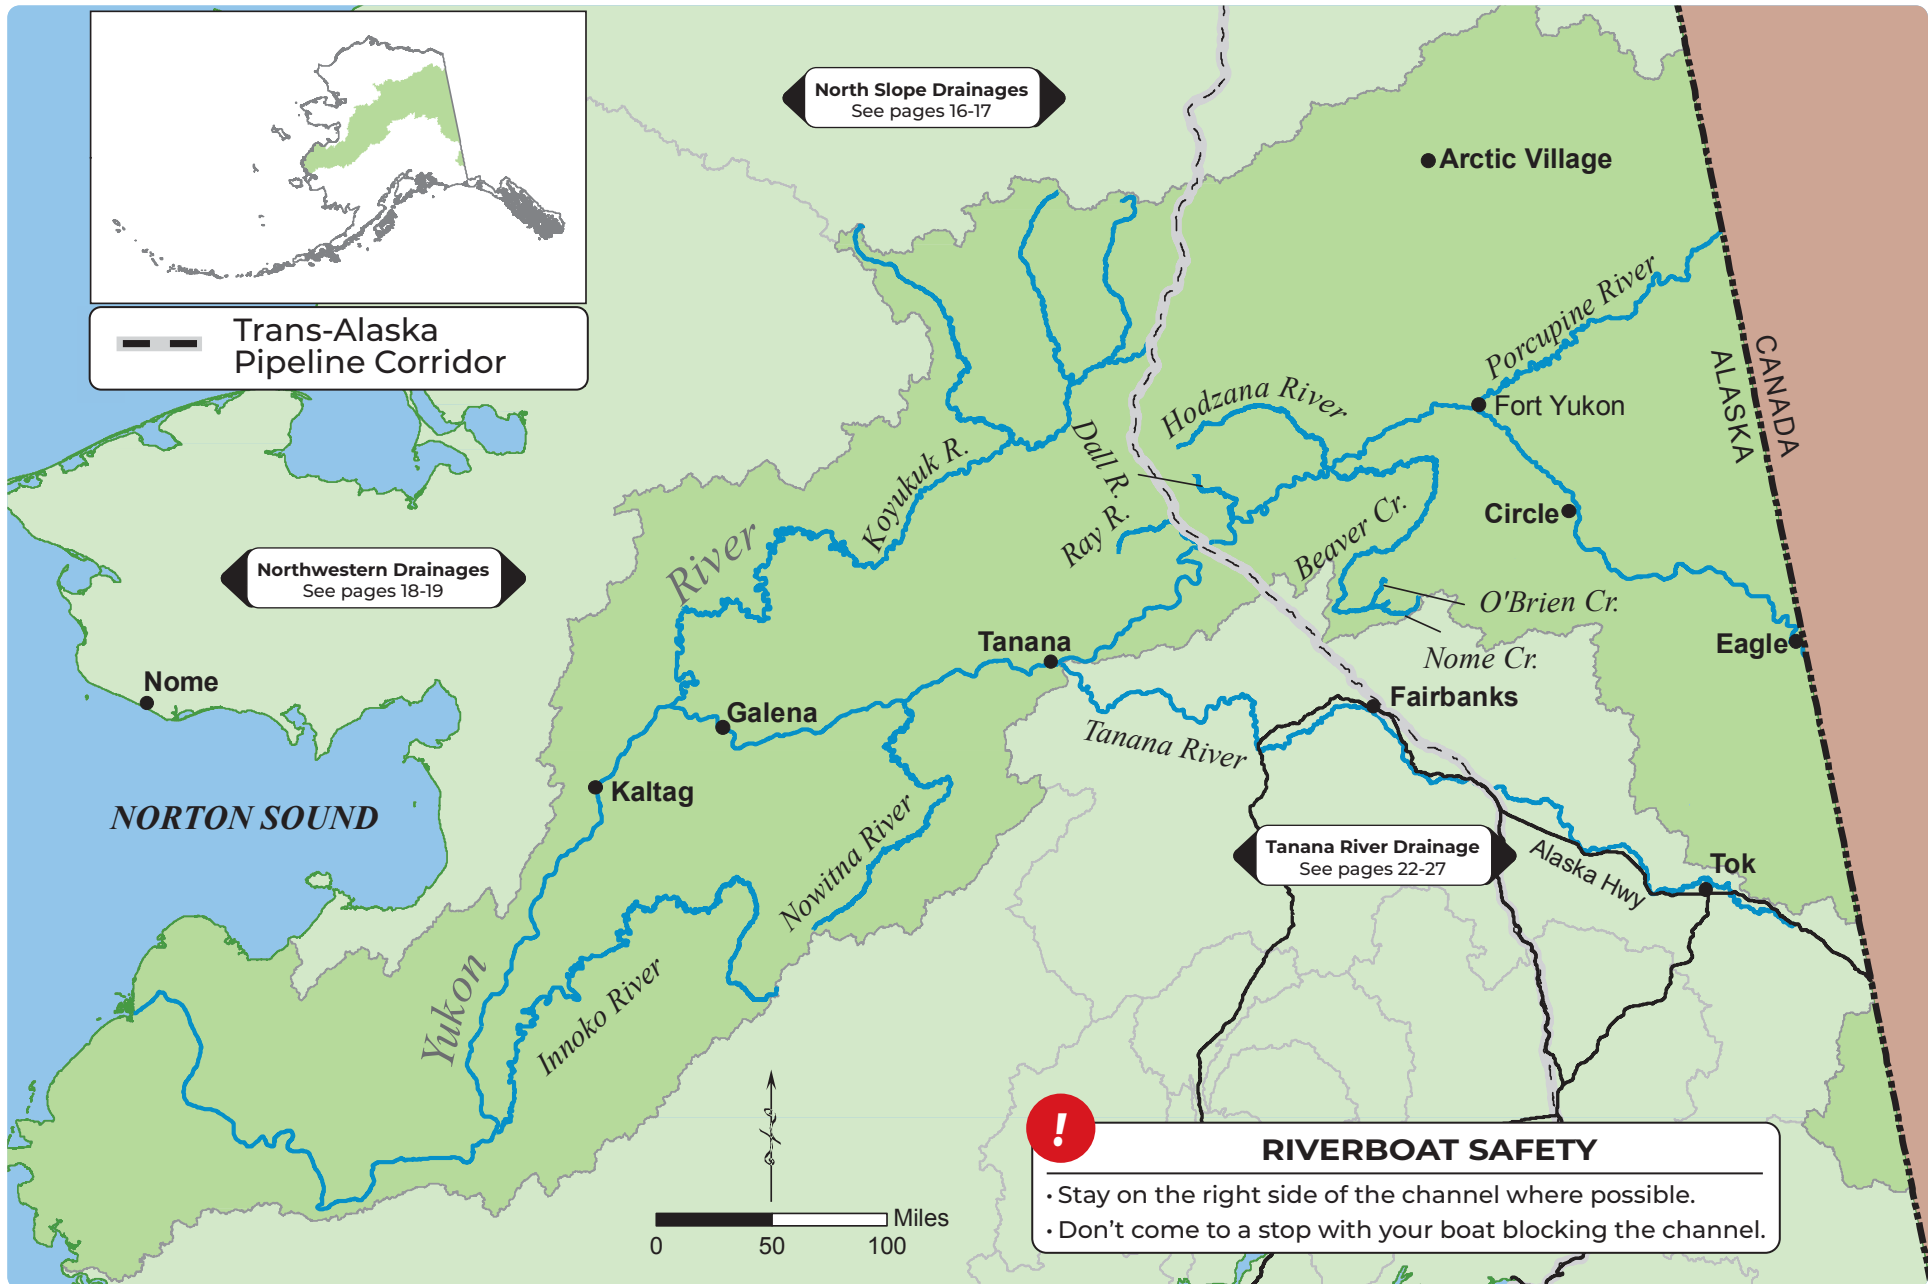 North Slope Drainages
See pages 16-17
Arctic Village
Trans-Alaska
Pipeline Corridor
Porcupine River
CANADA
ALASKA
Hodzana River
Fort Yukon
Dall R.
Koyukuk R.
Ray R.
Circle
Beaver Cr.
River
Northwestern Drainages
See pages 18-19
O'Brien Cr.
Tanana
Eagle
Nome Cr.
Nome
Fairbanks
Galena
Tanana River
Kaltag
NORTON SOUND
Nowitna River
Tanana River Drainage
See pages 22-27
Alaska Hwy
Tok
Yukon
Innoko River
!
RIVERBOAT SAFETY
· Stay on the right side of the channel where possible.
· Don't come to a stop with your boat blocking the channel.
Miles
0 50 100